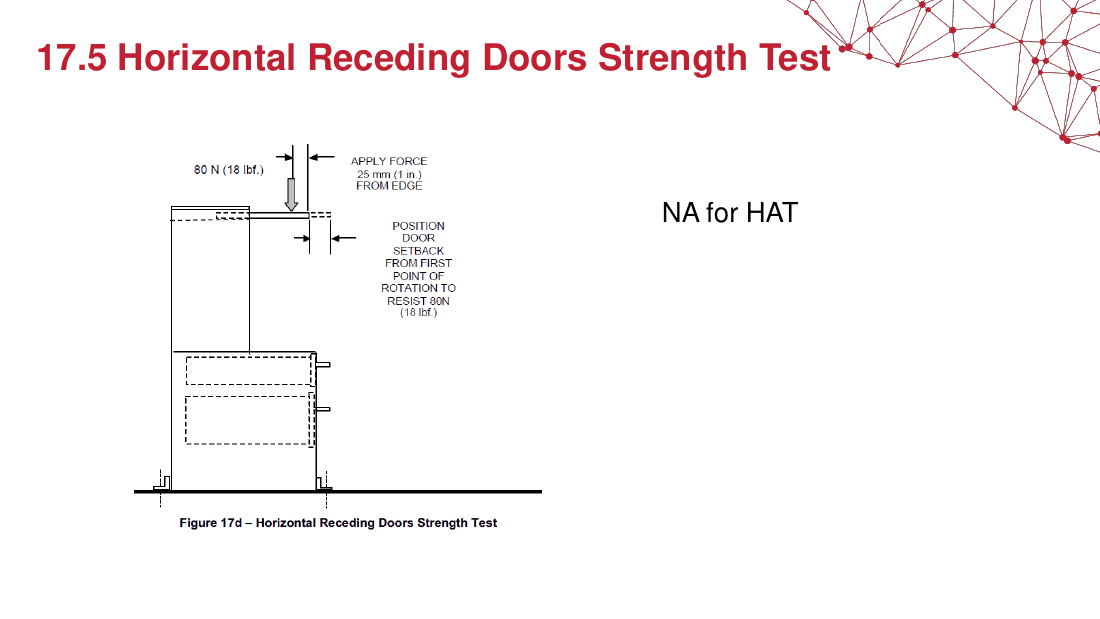 17.5 Horizontal Receding Doors Strength Test
80 N (18 lbf.)
APPLY FORCE
25 mm (1 in.)
FROM EDGE
NA for HAT
POSITION
DOOR
SETBACK
FROM FIRST
POINT OF
ROTATION TO
RESIST 80N
(18 lbf.)
Figure 17d – Horizontal Receding Doors Strength Test